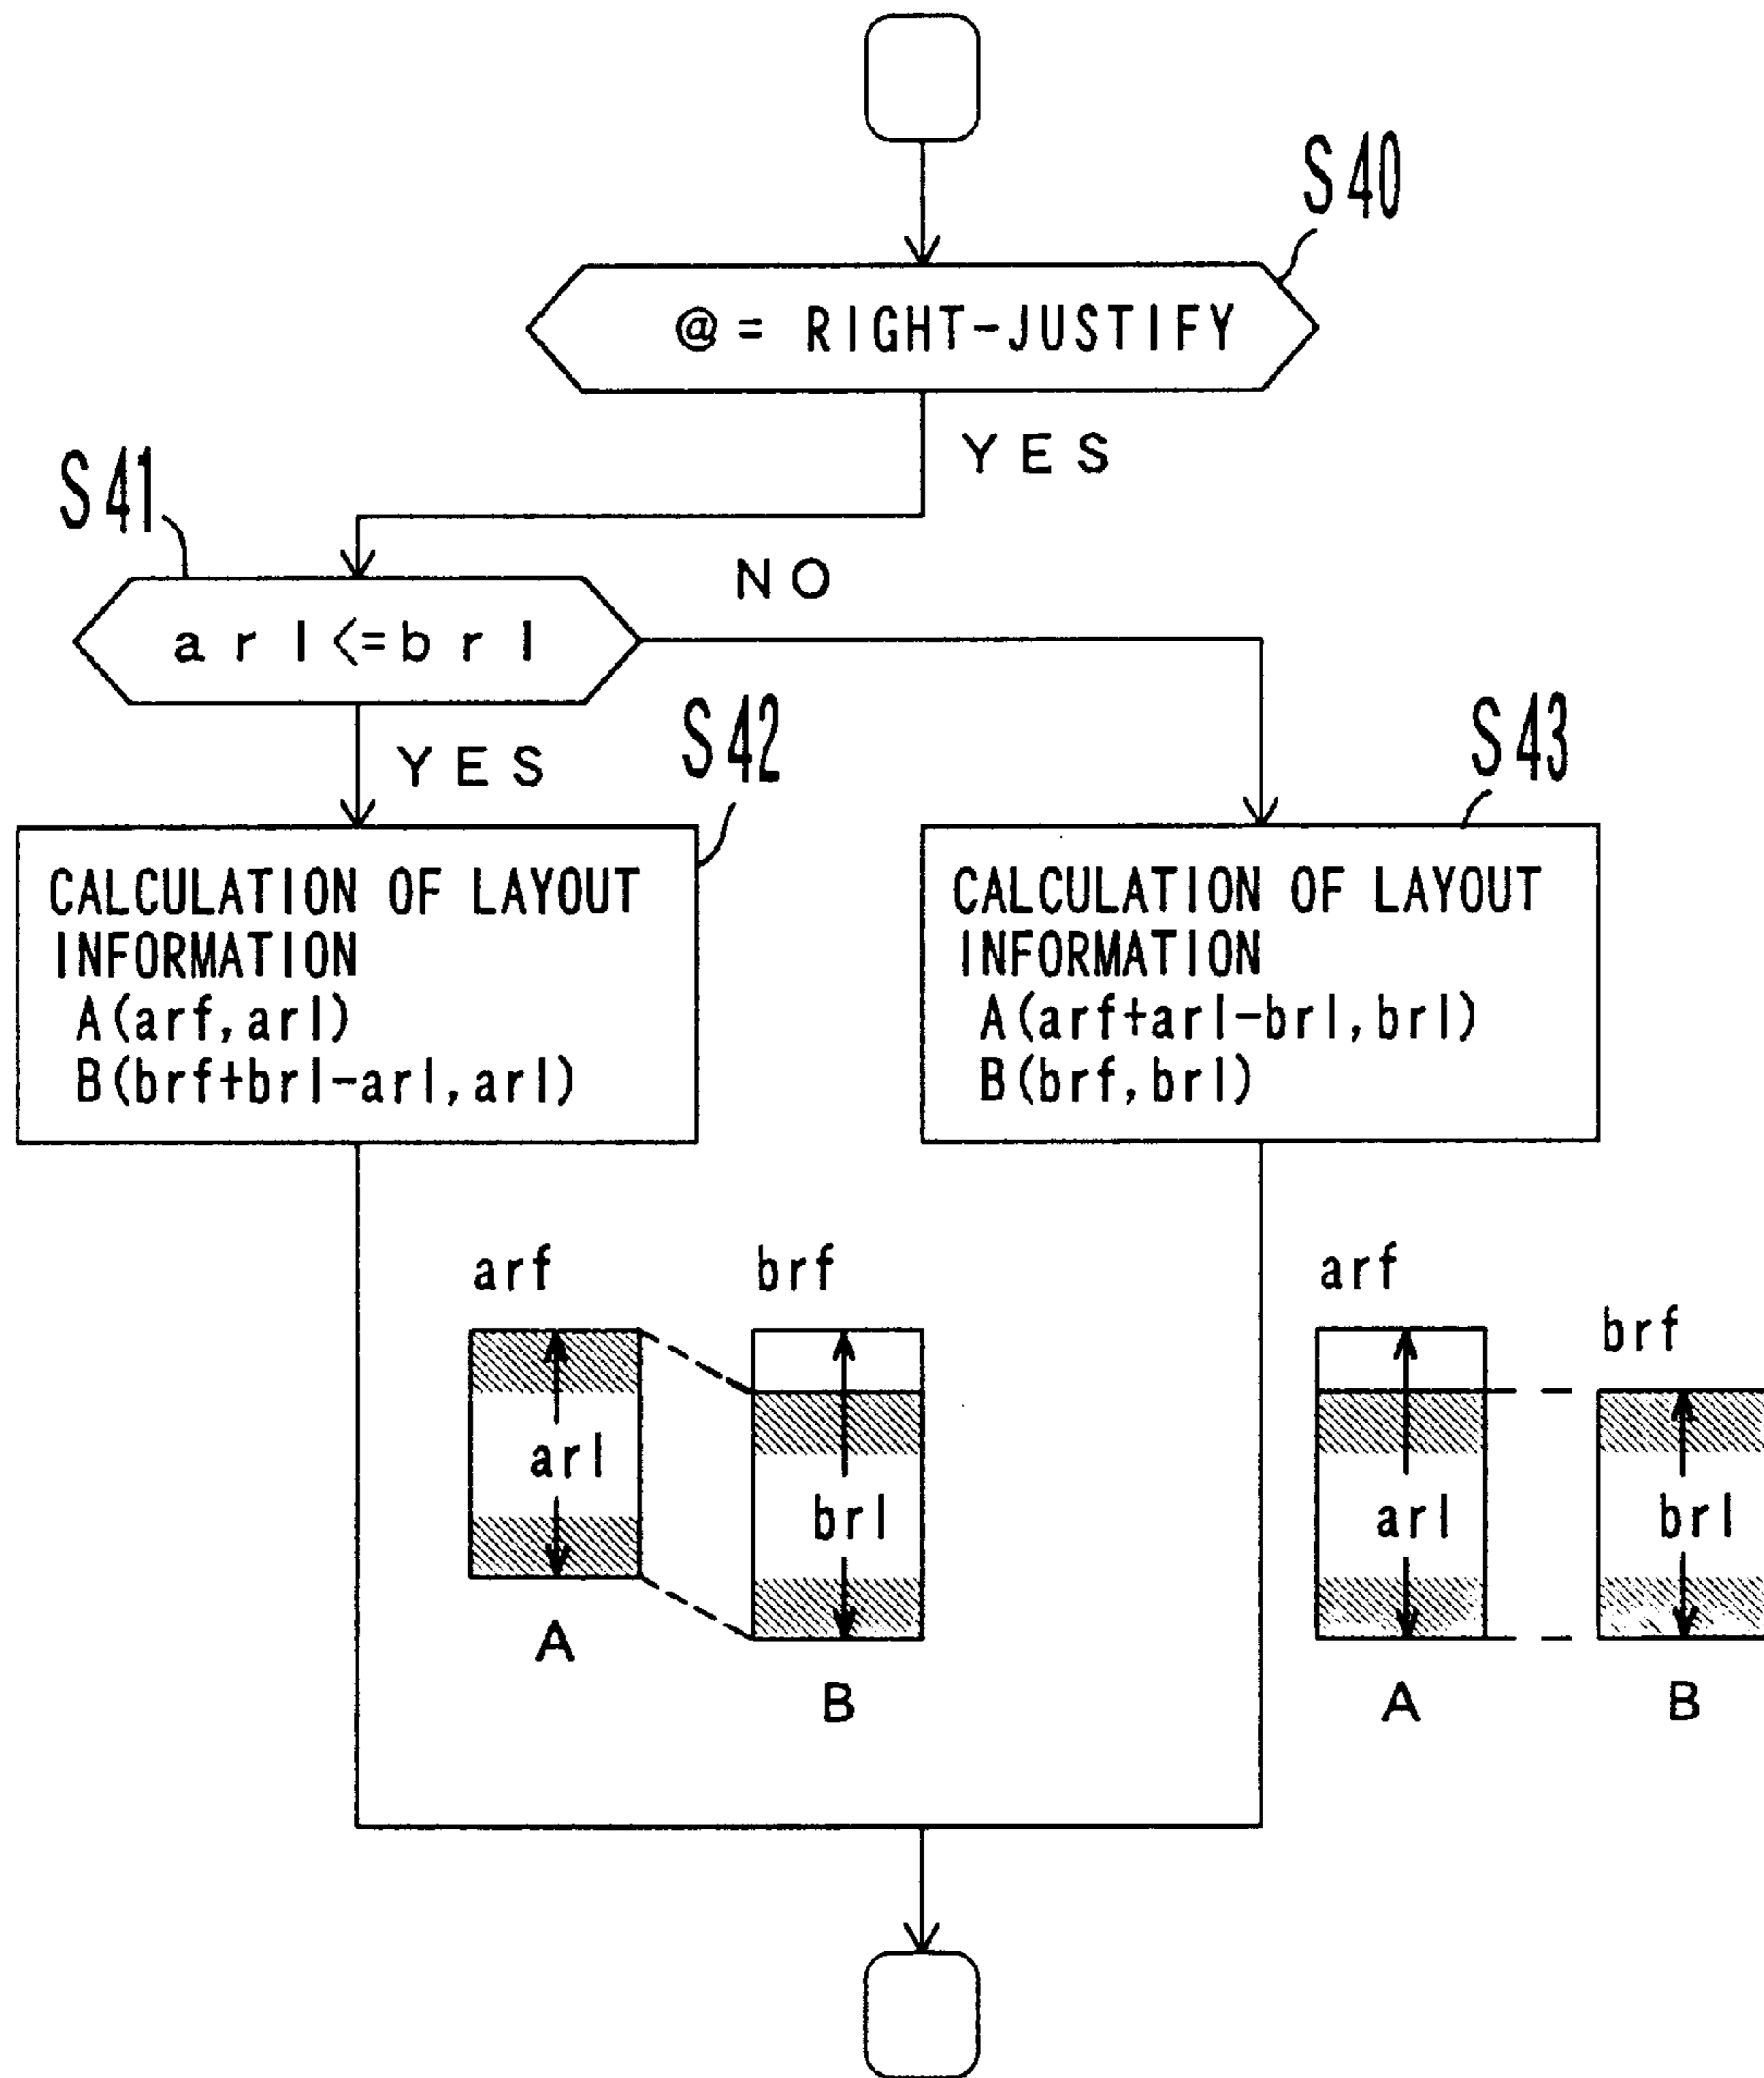 S40
@ = RIGHT-JUSTIFY
YES
S41
NO
arl<=brl
YES
S42
S43
CALCULATION OF LAYOUT
INFORMATION
A(arf,arl)
B(brf+brl-arl,arl)
CALCULATION OF LAYOUT
INFORMATION
A(arf+arl-brl,brl)
B(brf,brl)
arf
brf
arl
brl
A
B
arf
brf
arl
brl
A
B